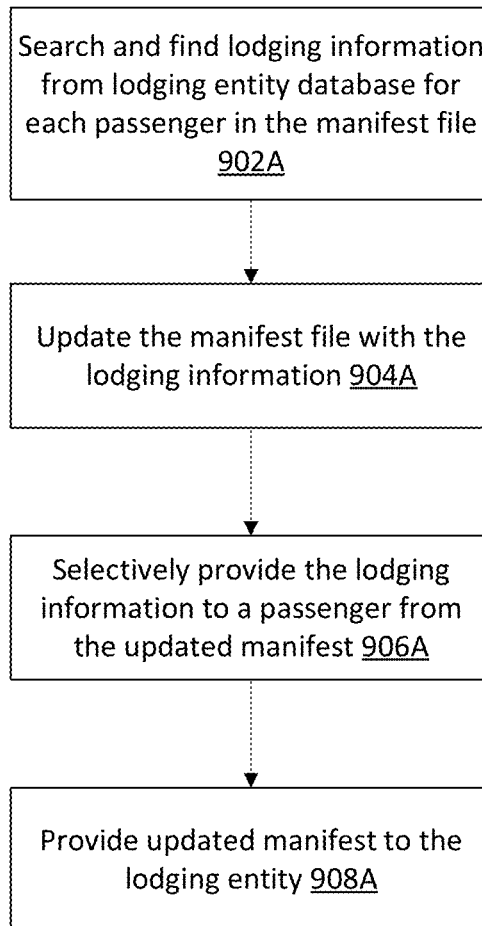 Search and find lodging information
from lodging entity database for
each passenger in the manifest file
902A
Update the manifest file with the
lodging information 904A
Selectively provide the lodging
information to a passenger from
the updated manifest 906A
Provide updated manifest to the
lodging entity 908A